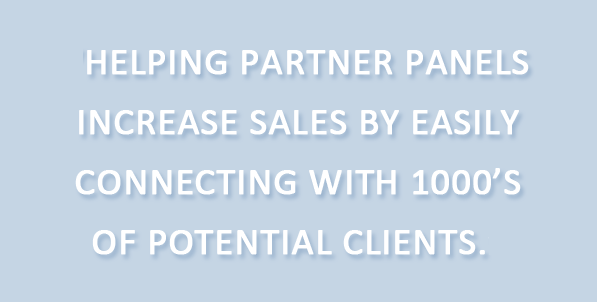 HELPING PARTNER PANELS
INCREASE SALES BY EASILY
CONNECTING WITH 1000’S
OF POTENTIAL CLIENTS.